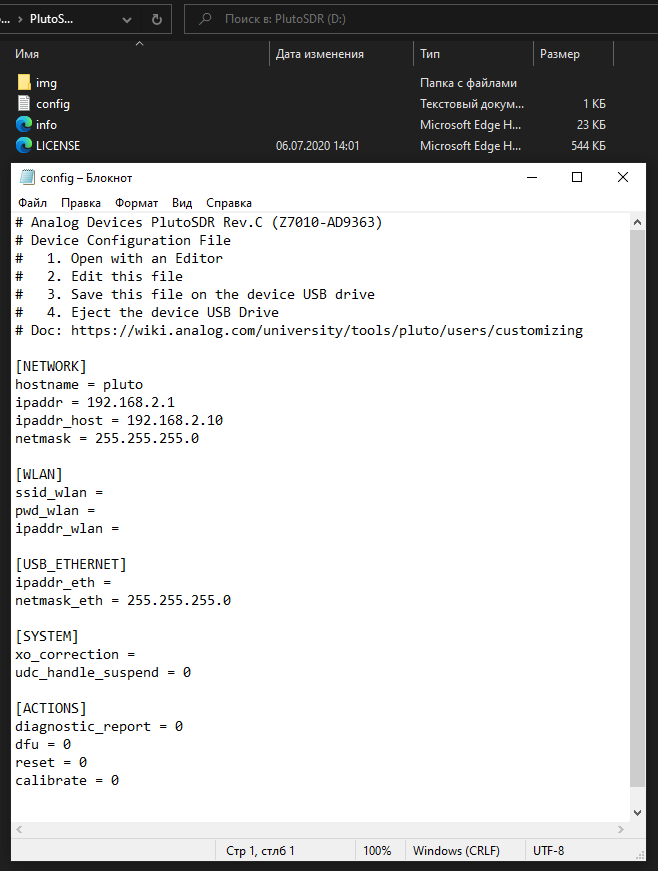 ... PlutoS... Поиск в: PlutoSDR (D:)
Имя Дата изменения Тип Размер
img Папка с файлами
config Текстовый докум... 1 КБ
info Microsoft Edge H... 23 КБ
LICENSE 06.07.2020 14:01 Microsoft Edge H... 544 КБ
config – Блокнот
Файл Правка Формат Вид Справка
# Analog Devices PlutoSDR Rev.C (Z7010-AD9363)
# Device Configuration File
#   1. Open with an Editor
#   2. Edit this file
#   3. Save this file on the device USB drive
#   4. Eject the device USB Drive
# Doc: https://wiki.analog.com/university/tools/pluto/users/customizing
[NETWORK]
hostname = pluto
ipaddr = 192.168.2.1
ipaddr_host = 192.168.2.10
netmask = 255.255.255.0
[WLAN]
ssid_wlan =
pwd_wlan =
ipaddr_wlan =
[USB_ETHERNET]
ipaddr_eth =
netmask_eth = 255.255.255.0
[SYSTEM]
xo_correction =
udc_handle_suspend = 0
[ACTIONS]
diagnostic_report = 0
dfu = 0
reset = 0
calibrate = 0
Стр 1, стлб 1 100% Windows (CRLF) UTF-8